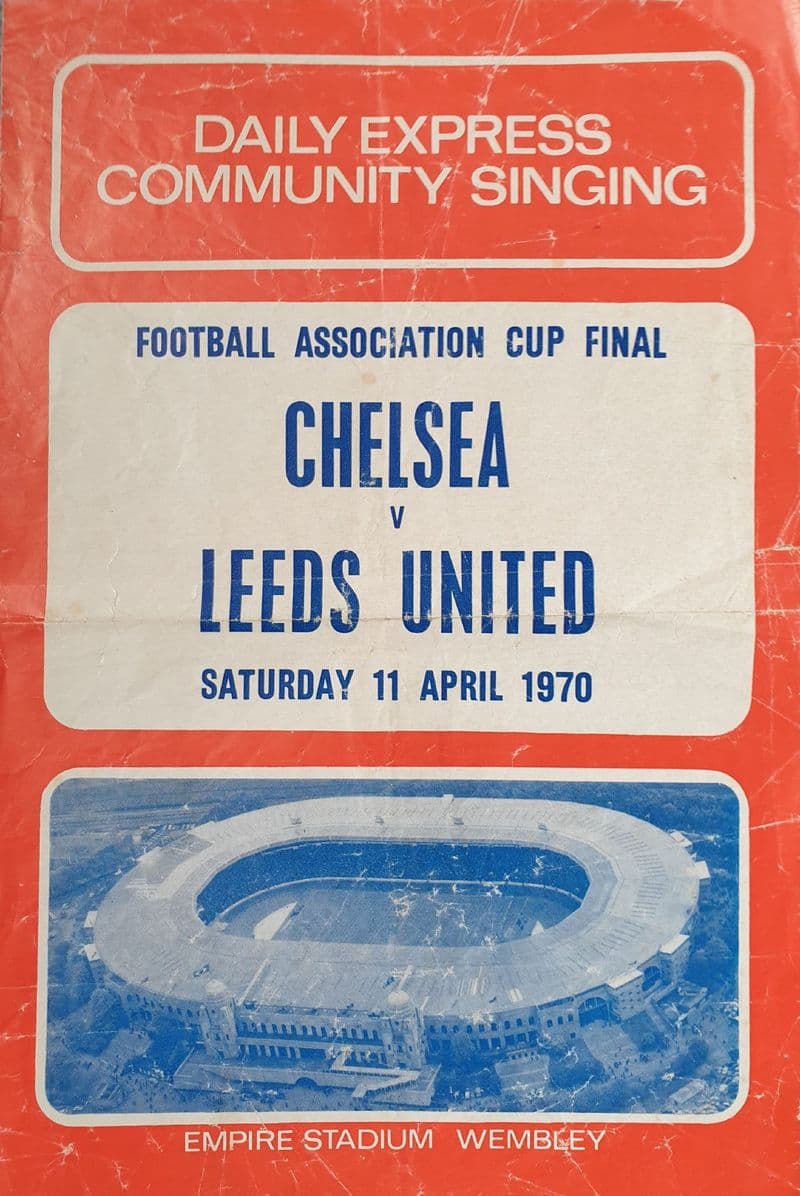 DAILY EXPRESS
COMMUNITY SINGING
FOOTBALL ASSOCIATION CUP FINAL
CHELSEA
V
LEEDS UNITED
SATURDAY 11 APRIL 1970
EMPIRE STADIUM WEMBLEY